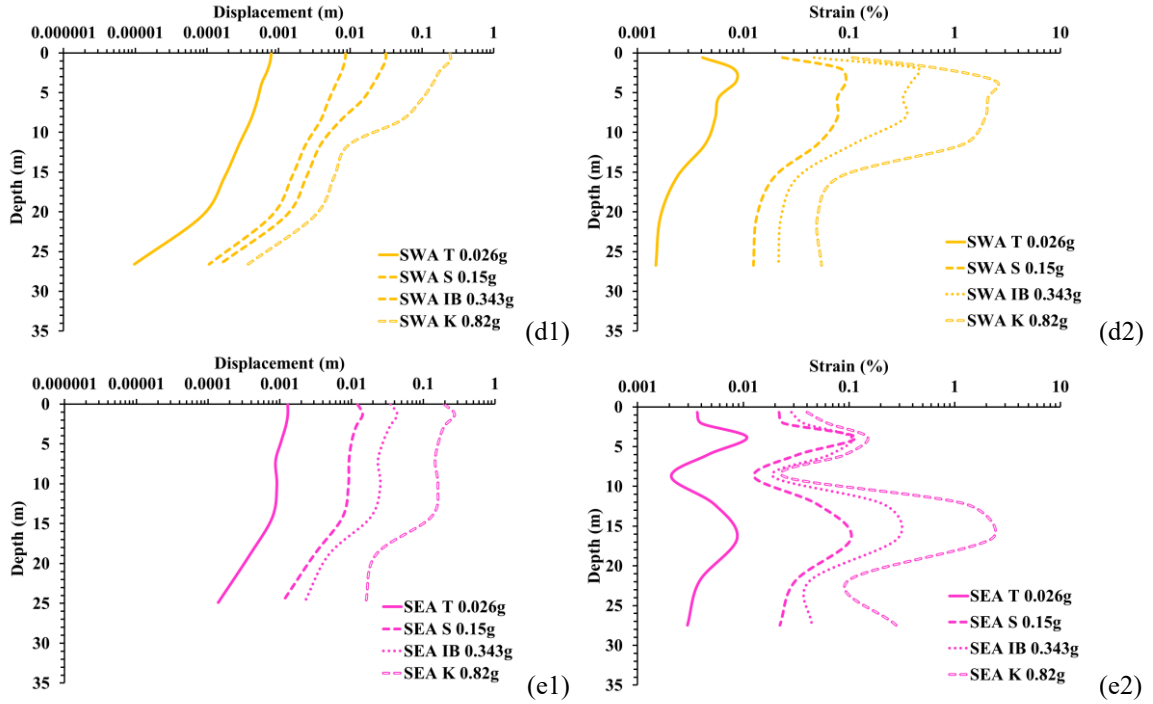 Displacement (m)
0.000001 0.00001 0.0001 0.001 0.01 0.1 1
0
5
10
15
20
25
30
35
Depth (m)
SWA T 0.026g
SWA S 0.15g
SWA IB 0.343g
SWA K 0.82g
(d1)
Strain (%)
0.001 0.01 0.1 1 10
0
5
10
15
20
25
30
35
Depth (m)
SWA T 0.026g
SWA S 0.15g
SWA IB 0.343g
SWA K 0.82g
(d2)
Displacement (m)
0.000001 0.00001 0.0001 0.001 0.01 0.1 1
0
5
10
15
20
25
30
35
Depth (m)
SEA T 0.026g
SEA S 0.15g
SEA IB 0.343g
SEA K 0.82g
(e1)
Strain (%)
0.001 0.01 0.1 1 10
0
5
10
15
20
25
30
35
Depth (m)
SEA T 0.026g
SEA S 0.15g
SEA IB 0.343g
SEA K 0.82g
(e2)